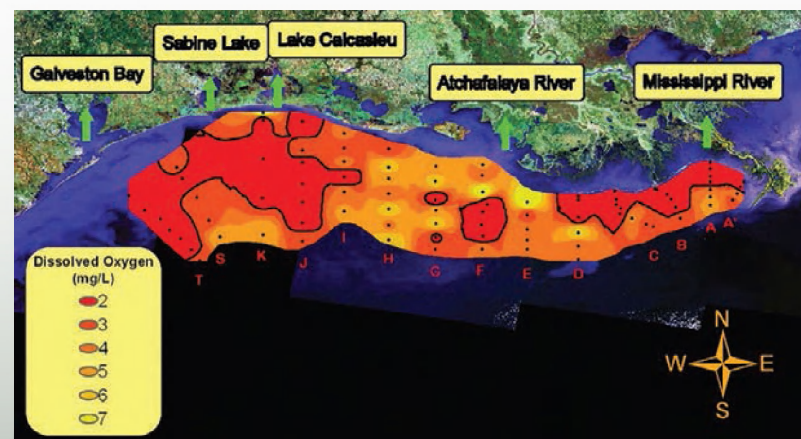 Sabine Lake
Lake Calcasieu
Galveston Bay
Atchafalaya River
Mississippi River
Dissolved Oxygen
(mg/L)
2
3
4
5
6
7
T
S
K
J
I
H
G
F
E
D
C
B
A
A'
N
W
E
S